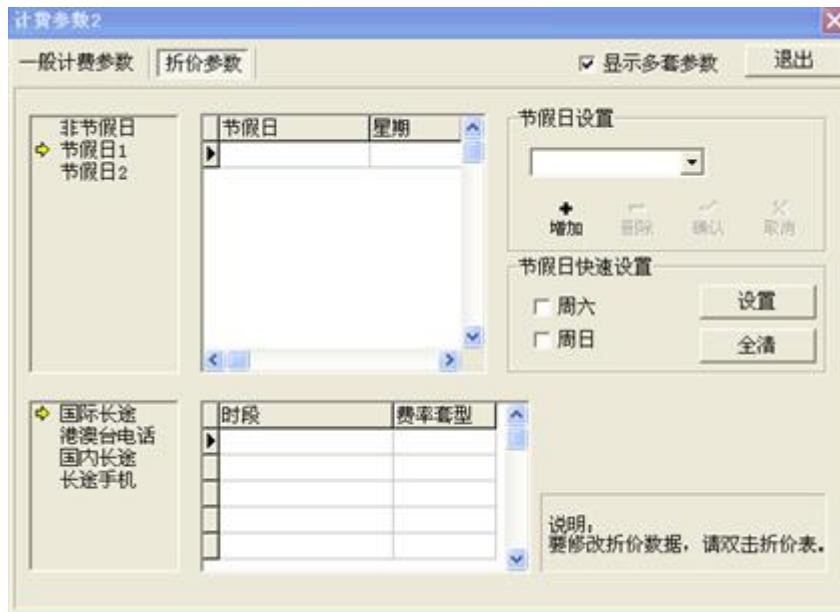 计费参数2
一般计费参数 折价参数 显示多套参数 退出
非节假日
节假日1
节假日2
节假日 星期
节假日设置
增加 删除 确认 取消
节假日快速设置
周六 设置
周日 全清
国际长途
港澳台电话
国内长途
长途手机
时段 费率套型
说明:
要修改折价数据,请双击折价表.